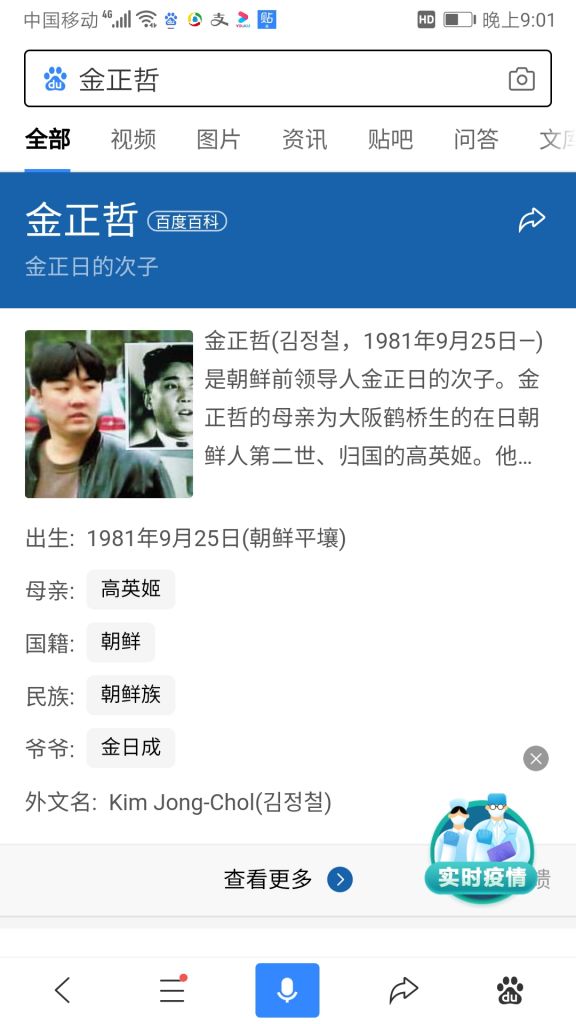 中国移动 4G HD 晚上9:01
du 金正哲
全部 视频 图片 资讯 贴吧 问答 文库
金正哲 百度百科
金正日的次子
金正哲(김정철，1981年9月25日—)
是朝鲜前领导人金正日的次子。金
正哲的母亲为大阪鹤桥生的在日朝
鲜人第二世、归国的高英姬。他...
出生: 1981年9月25日(朝鲜平壤)
母亲: 高英姬
国籍: 朝鲜
民族: 朝鲜族
爷爷: 金日成
外文名: Kim Jong-Chol(김정철)
查看更多
实时疫情 馈
du